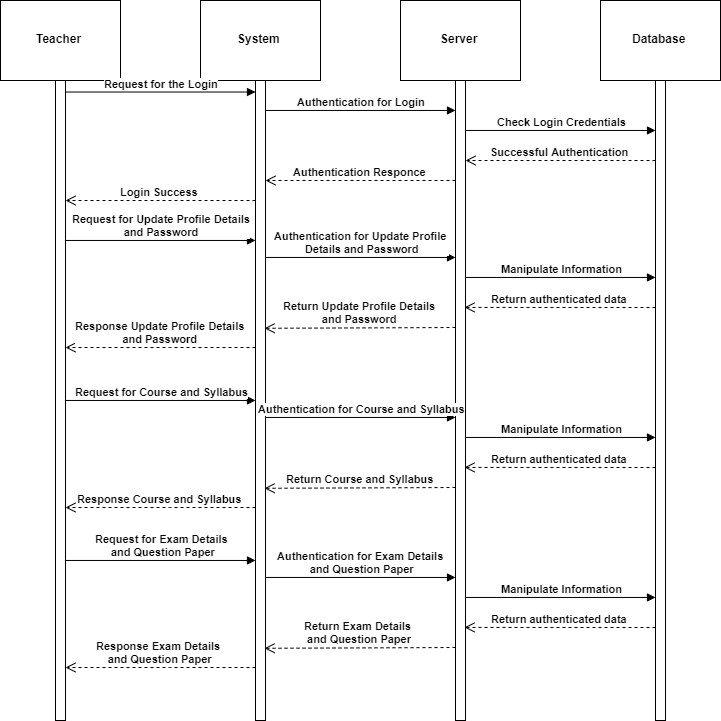 Teacher
System
Server
Database
Request for the Login
Authentication for Login
Check Login Credentials
Successful Authentication
Authentication Responce
Login Success
Request for Update Profile Details
and Password
Authentication for Update Profile
Details and Password
Manipulate Information
Return authenticated data
Return Update Profile Details
and Password
Response Update Profile Details
and Password
Request for Course and Syllabus
Authentication for Course and Syllabus
Manipulate Information
Return authenticated data
Return Course and Syllabus
Response Course and Syllabus
Request for Exam Details
and Question Paper
Authentication for Exam Details
and Question Paper
Manipulate Information
Return authenticated data
Return Exam Details
and Question Paper
Response Exam Details
and Question Paper